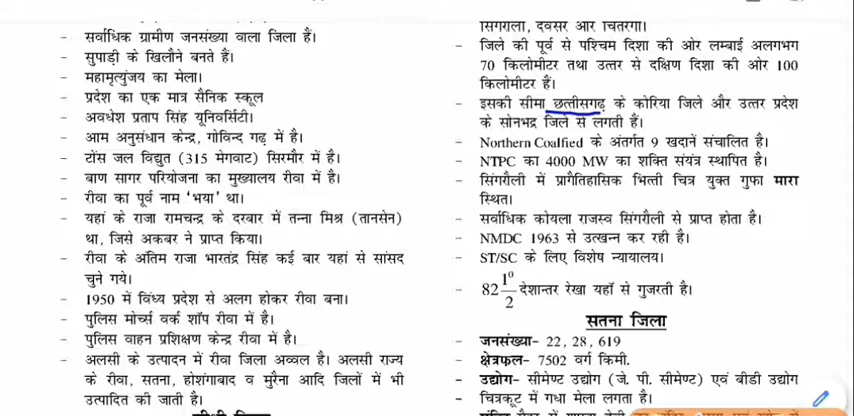 - सर्वाधिक ग्रामीण जनसंख्या वाला जिला हैं।
- सुपाड़ी के खिलौने बनते हैं।
- महामृत्युंजय का मेला।
- प्रदेश का एक मात्र सैनिक स्कूल
- अवधेश प्रताप सिंह यूनिवर्सिटी।
- आम अनुसंधान केन्द्र, गोविन्द गढ़ में है।
- टोंस जल विद्युत (315 मेगवाट) सिरमौर में है।
- बाण सागर परियोजना का मुख्यालय रीवा में है।
- रीवा का पूर्व नाम 'भया' था।
- यहां के राजा रामचन्द्र के दरबार में तन्ना मिश्र (तानसेन)
था, जिसे अकबर ने प्राप्त किया।
- रीवा के अंतिम राजा भारतंद्र सिंह कई बार यहां से सांसद
चुने गये।
- 1950 में विंध्य प्रदेश से अलग होकर रीवा बना।
- पुलिस मोर्च्स वर्क शॉप रीवा में है।
- पुलिस वाहन प्रशिक्षण केन्द्र रीवा में है।
- अलसी के उत्पादन में रीवा जिला अव्वल है। अलसी राज्य
के रीवा, सतना, होशंगाबाद व मुरैना आदि जिलों में भी
उत्पादित की जाती है।
सिंगरौली, देवसर और चितरंगी।
- जिले की पूर्व से पश्चिम दिशा की ओर लम्बाई अलगभग
70 किलोमीटर तथा उत्तर से दक्षिण दिशा की ओर 100
किलोमीटर हैं।
- इसकी सीमा छत्तीसगढ़ के कोरिया जिले और उत्तर प्रदेश
के सोनभद्र जिले से लगती हैं।
- Northern Coalfied के अंतर्गत 9 खदानें संचालित है।
- NTPC का 4000 MW का शक्ति संयंत्र स्थापित है।
- सिंगरौली में प्रागैतिहासिक भित्ती चित्र युक्त गुफा मारा
स्थित।
- सर्वाधिक कोयला राजस्व सिंगरौली से प्राप्त होता है।
- NMDC 1963 से उत्खन्न कर रही है।
- ST/SC के लिए विशेष न्यायालय।
- 82 1⁰/2 देशान्तर रेखा यहाँ से गुजरती है।
सतना जिला
- जनसंख्या- 22, 28, 619
- क्षेत्रफल- 7502 वर्ग किमी.
- उद्योग- सीमेण्ट उद्योग (जे. पी. सीमेण्ट) एवं बीडी उद्योग
- चित्रकूट में गधा मेला लगता है।